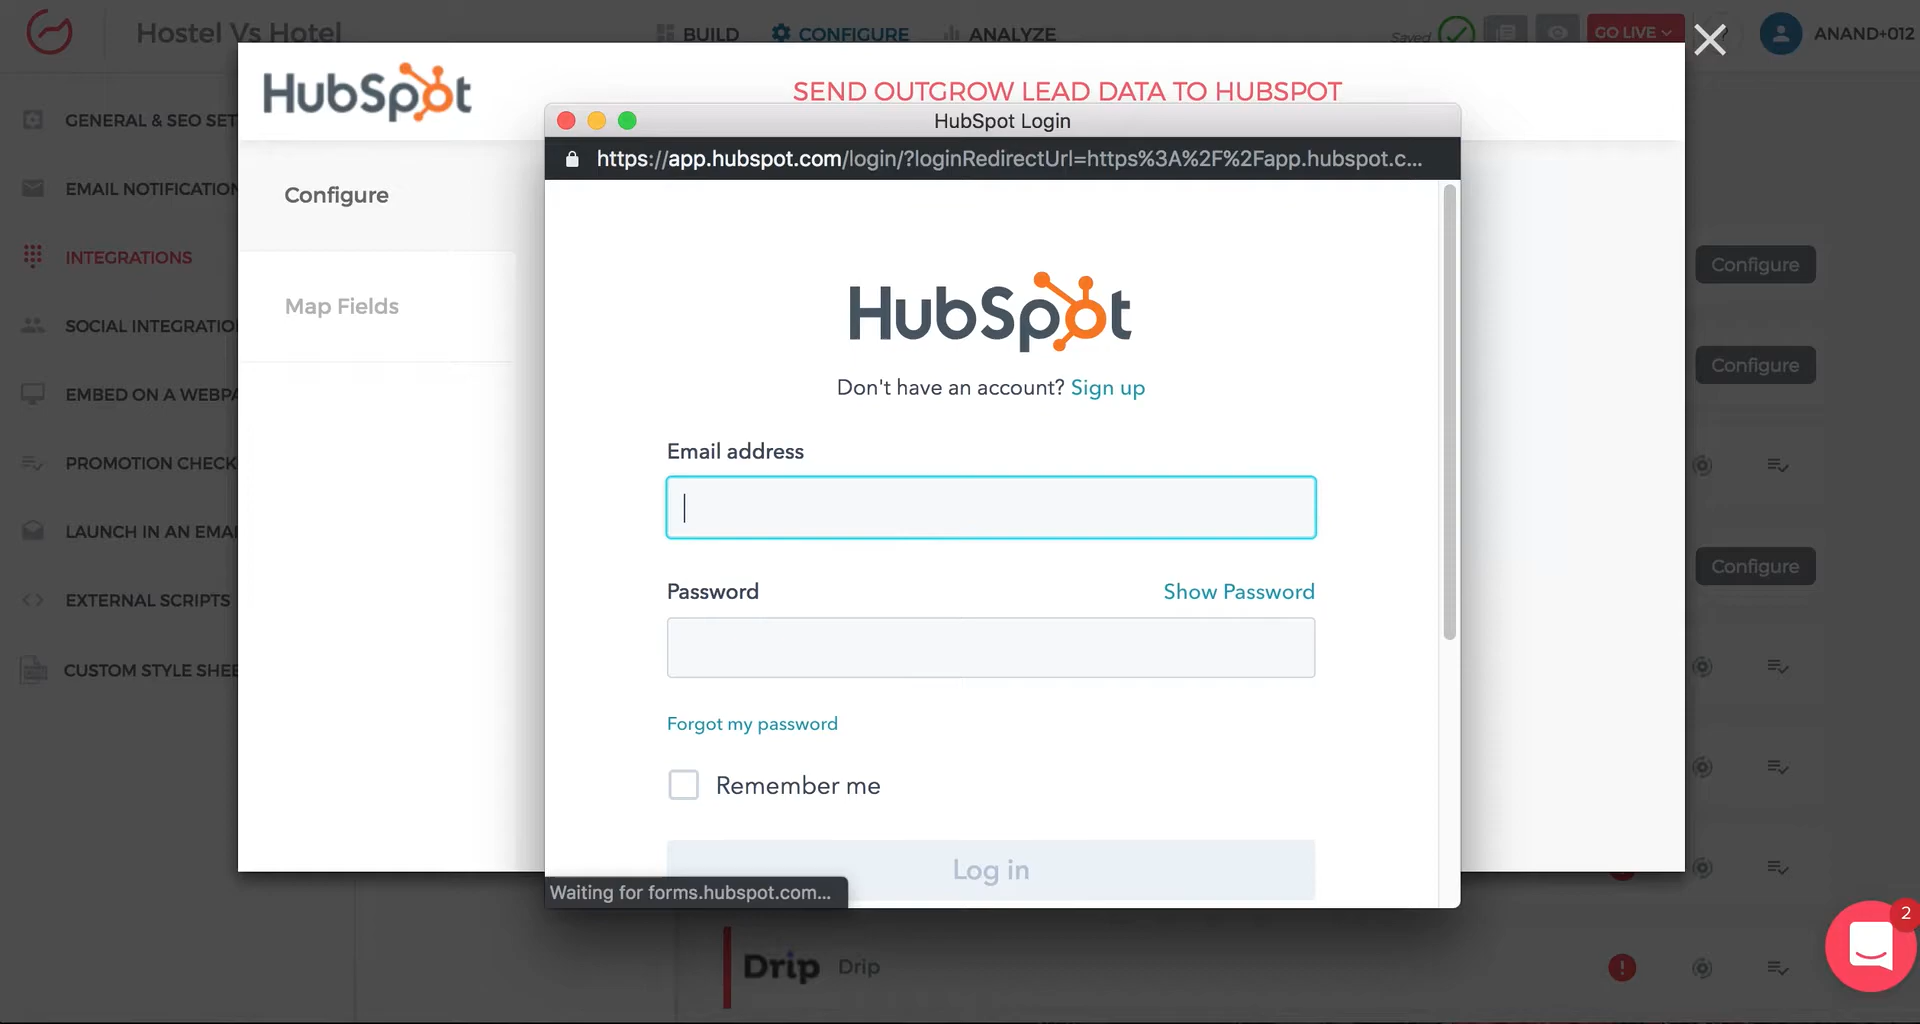 Hostel Vs Hotel
BUILD
CONFIGURE
ANALYZE
Saved
GO LIVE
ANAND+012
HubSpot
SEND OUTGROW LEAD DATA TO HUBSPOT
GENERAL & SEO SET
EMAIL NOTIFICATION
INTEGRATIONS
SOCIAL INTEGRATIO
EMBED ON A WEBPA
PROMOTION CHECK
LAUNCH IN AN EMAI
EXTERNAL SCRIPTS
CUSTOM STYLE SHEE
Configure
Map Fields
HubSpot Login
https://app.hubspot.com/login/?loginRedirectUrl=https%3A%2F%2Fapp.hubspot.c...
HubSpot
Don't have an account? Sign up
Email address
Password
Show Password
Forgot my password
Remember me
Log in
Waiting for forms.hubspot.com...
Configure
Configure
Configure
Drip Drip
2